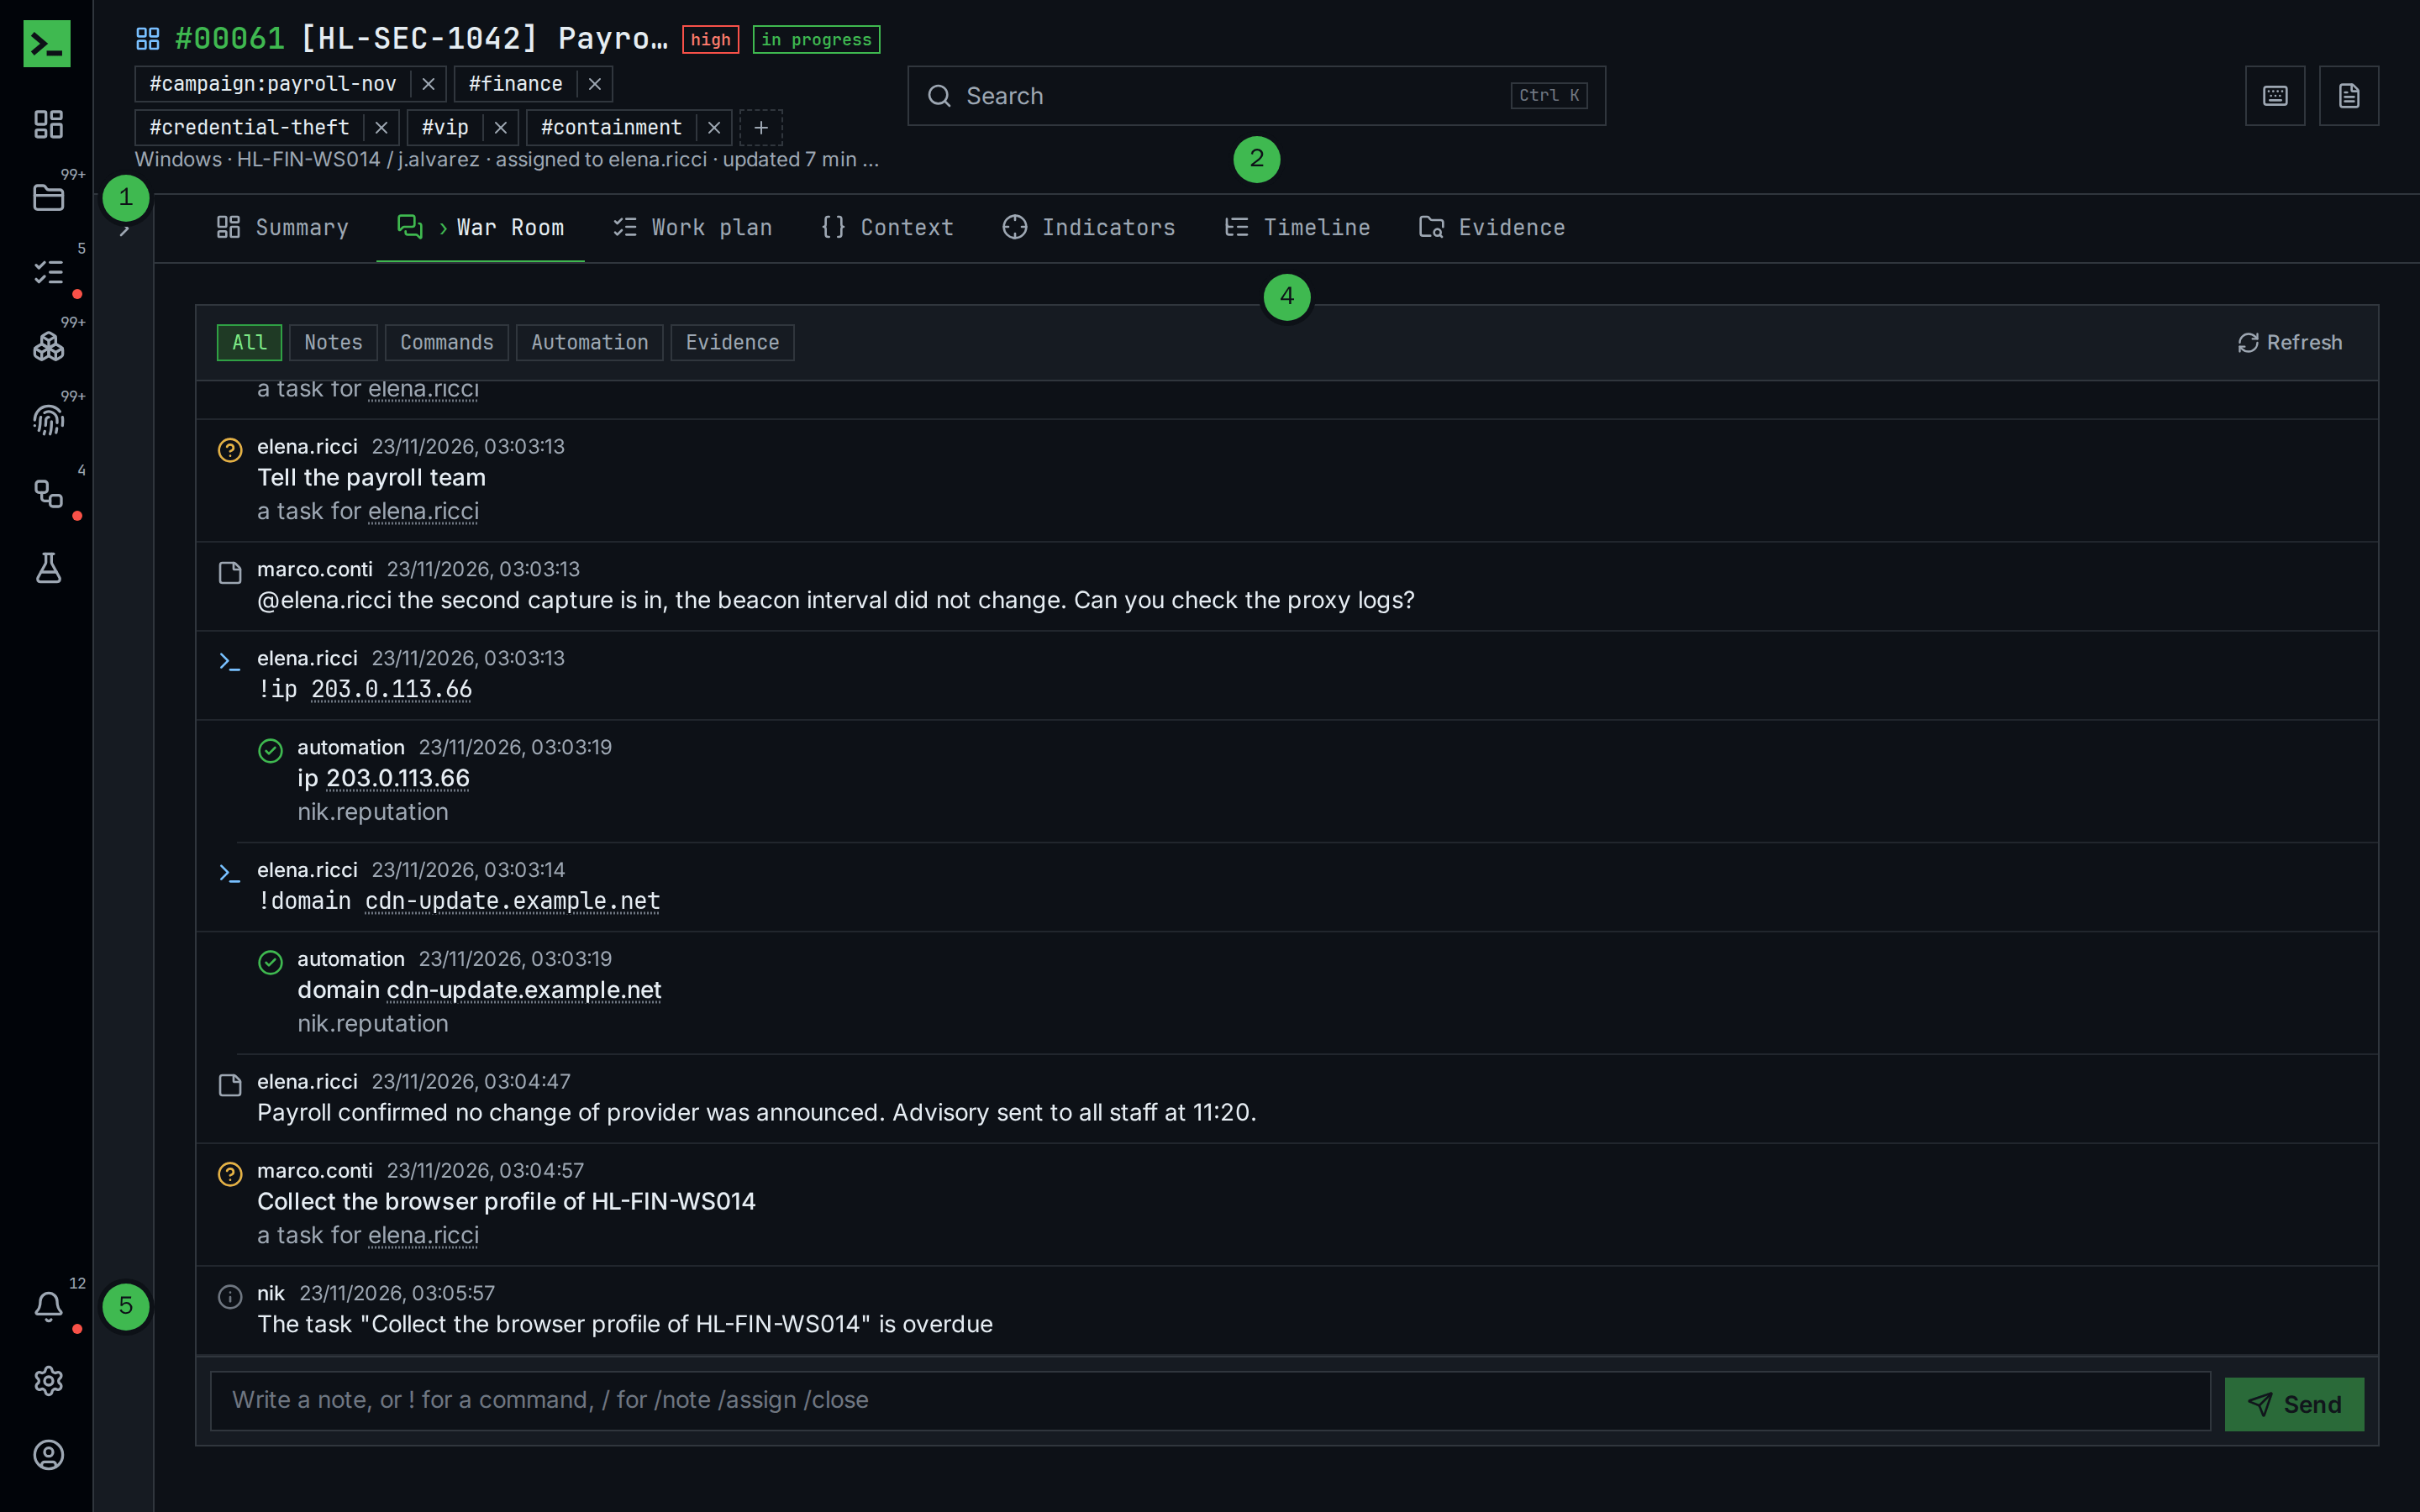 #00061 [HL-SEC-1042] Payro… high in progress
#campaign:payroll-nov #finance
#credential-theft #vip #containment
Windows · HL-FIN-WS014 / j.alvarez · assigned to elena.ricci · updated 7 min ...
Search Ctrl K
99+
5
99+
99+
4
12
1
2
4
5
Summary › War Room Work plan {} Context Indicators Timeline Evidence
All Notes Commands Automation Evidence Refresh
a task for elena.ricci
elena.ricci 23/11/2026, 03:03:13
Tell the payroll team
a task for elena.ricci
marco.conti 23/11/2026, 03:03:13
@elena.ricci the second capture is in, the beacon interval did not change. Can you check the proxy logs?
elena.ricci 23/11/2026, 03:03:13
!ip 203.0.113.66
automation 23/11/2026, 03:03:19
ip 203.0.113.66
nik.reputation
elena.ricci 23/11/2026, 03:03:14
!domain cdn-update.example.net
automation 23/11/2026, 03:03:19
domain cdn-update.example.net
nik.reputation
elena.ricci 23/11/2026, 03:04:47
Payroll confirmed no change of provider was announced. Advisory sent to all staff at 11:20.
marco.conti 23/11/2026, 03:04:57
Collect the browser profile of HL-FIN-WS014
a task for elena.ricci
nik 23/11/2026, 03:05:57
The task "Collect the browser profile of HL-FIN-WS014" is overdue
Write a note, or ! for a command, / for /note /assign /close
Send